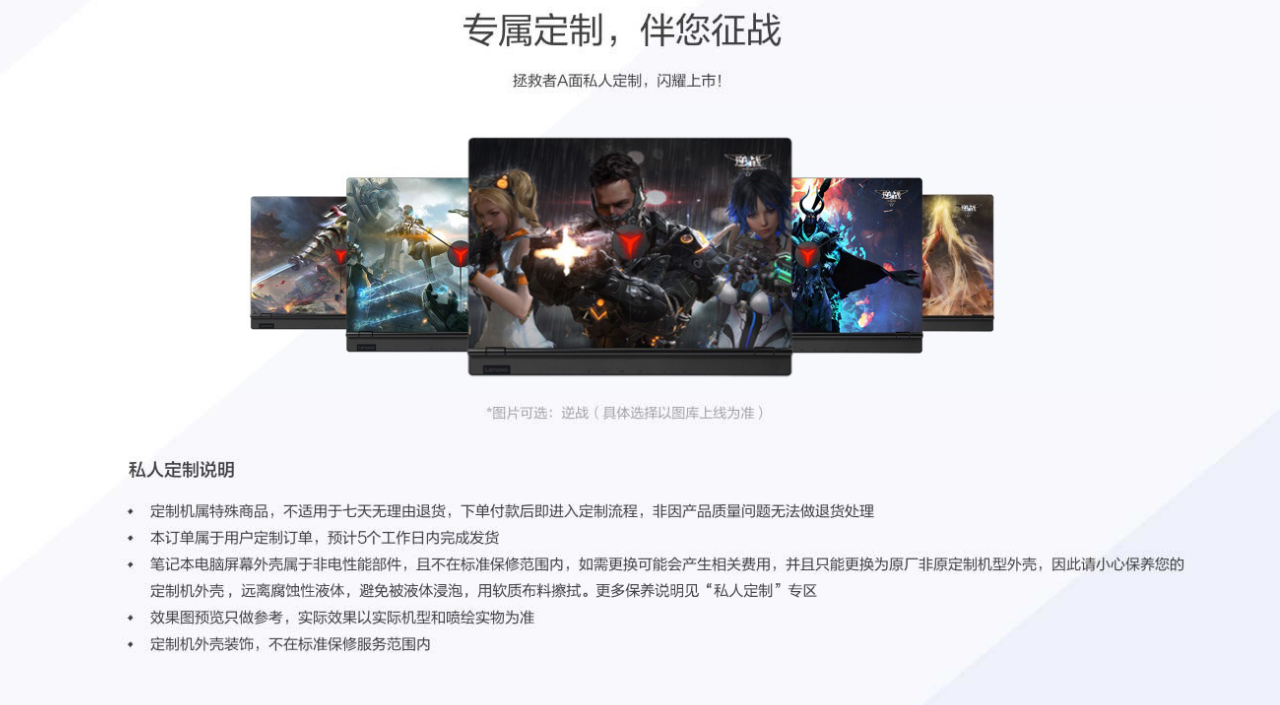 专属定制，伴您征战
拯救者A面私人定制，闪耀上市！
逆战
逆战
逆战
Lenovo
*图片可选：逆战（具体选择以图库上线为准）
私人定制说明
定制机属特殊商品，不适用于七天无理由退货，下单付款后即进入定制流程，非因产品质量问题无法做退货处理
本订单属于用户定制订单，预计5个工作日内完成发货
笔记本电脑屏幕外壳属于非电性能部件，且不在标准保修范围内，如需更换可能会产生相关费用，并且只能更换为原厂非原定制机型外壳，因此请小心保养您的
定制机外壳，远离腐蚀性液体，避免被液体浸泡，用软质布料擦拭。更多保养说明见“私人定制”专区
效果图预览只做参考，实际效果以实际机型和喷绘实物为准
定制机外壳装饰，不在标准保修服务范围内